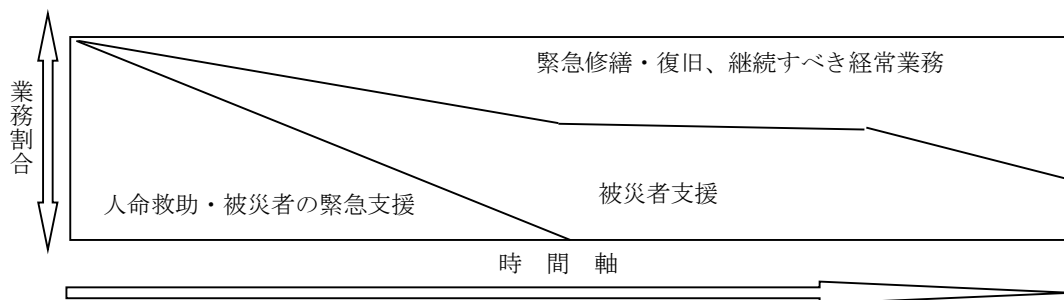 緊急修繕・復旧、継続すべき経常業務
業務割合
人命救助・被災者の緊急支援
被災者支援
時　間　軸